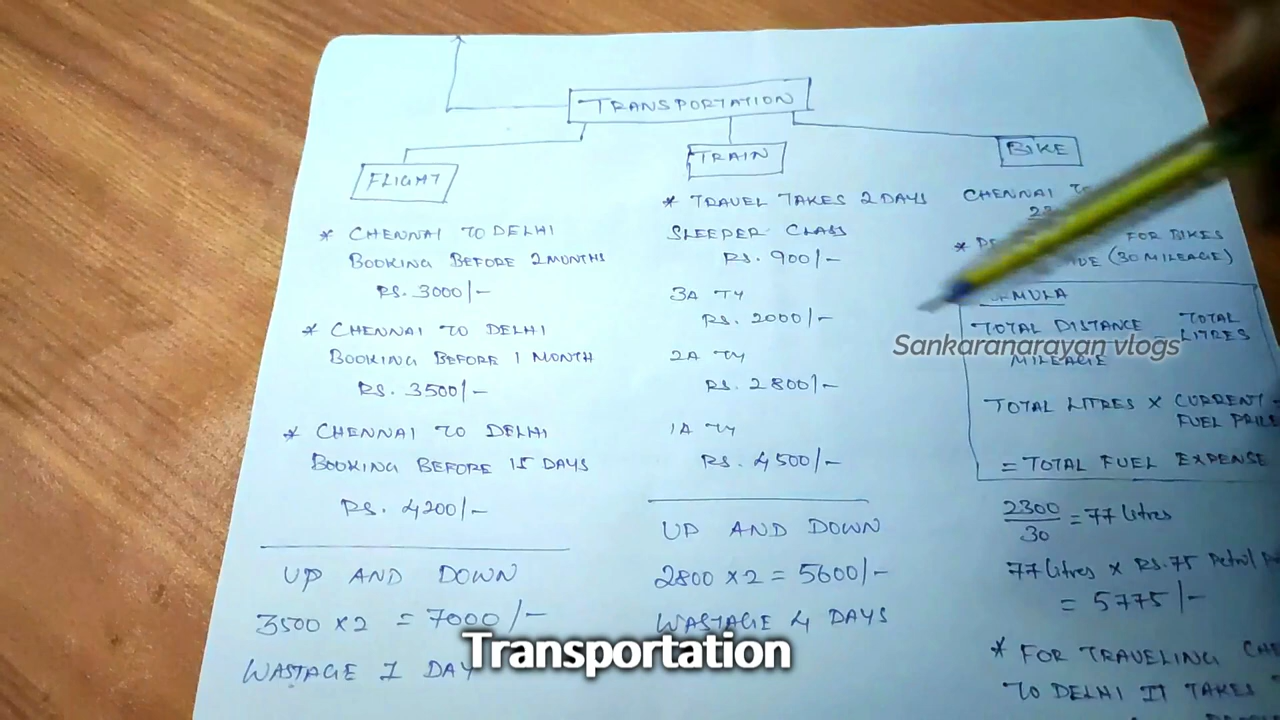 TRANSPORTATION
FLIGHT
* CHENNAI TO DELHI
BOOKING BEFORE 2 MONTHS
RS. 3000/-
* CHENNAI TO DELHI
BOOKING BEFORE 1 MONTH
RS. 3500/-
* CHENNAI TO DELHI
BOOKING BEFORE 15 DAYS
RS. 4200/-
UP AND DOWN
3500 x 2 = 7000/-
WASTAGE 1 DAY
TRAIN
* TRAVEL TAKES 2 DAYS
SLEEPER CLASS
RS. 900/-
3A TY
RS. 2000/-
2A TY
RS. 2800/-
1A TY
RS. 4500/-
UP AND DOWN
2800 x 2 = 5600/-
WASTAGE 4 DAYS
BIKE
CHENNAI
* FOR BIKES
(30 MILEAGE)
TOTAL DISTANCE TOTAL
LITRES
MILEAGE
TOTAL LITRES x CURRENT
FUEL PRICE
= TOTAL FUEL EXPENSE
2300
30
= 77 litres
77 litres x Rs.75 Petrol
= 5775/-
* FOR TRAVELING
TO DELHI IT TAKES
Sankaranarayan vlogs
Transportation